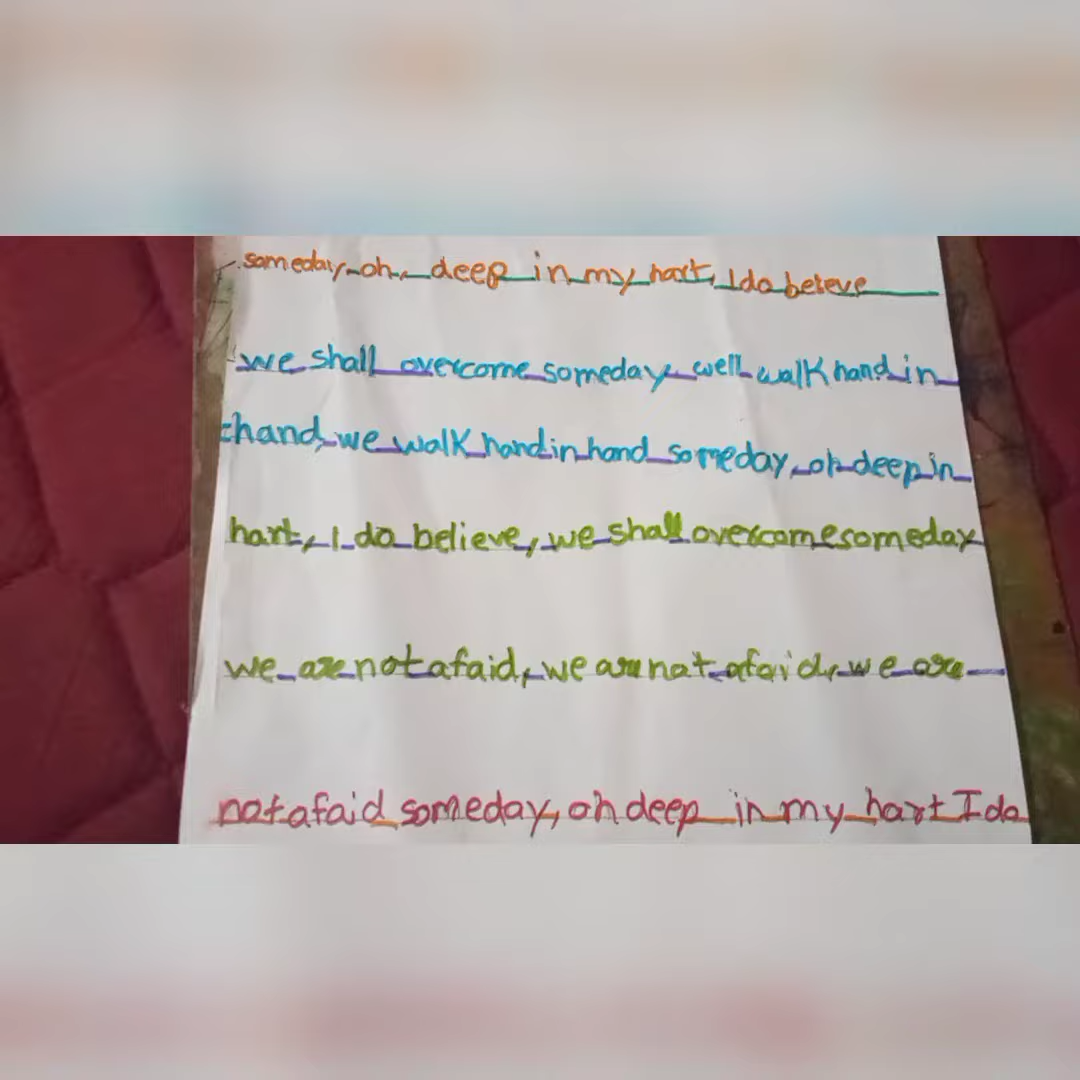 someday, oh, deep in my hart, I do beleve
we shall overcome someday, well walk hand in
hand, we walk hand in hand someday, oh deep in
hart, I do believe, we shall overcome someday
we are not afaid, we are not afaid, we are
not afaid someday, oh deep in my hart I do